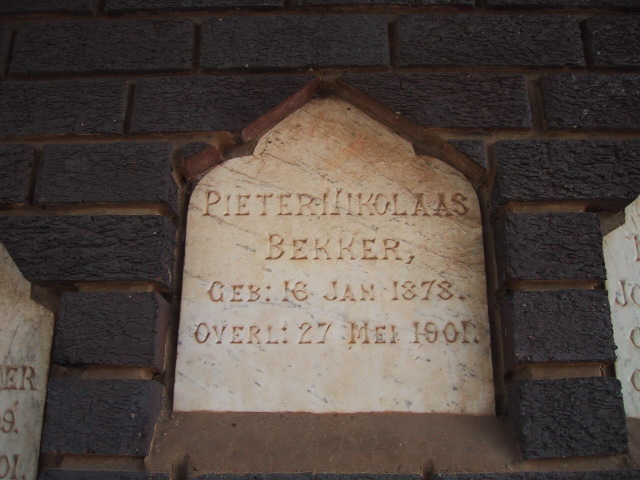 PIETER NIKOLAAS
BEKKER,
GEB: 16 JAN 1878.
OVERL: 27 MEI 1901.